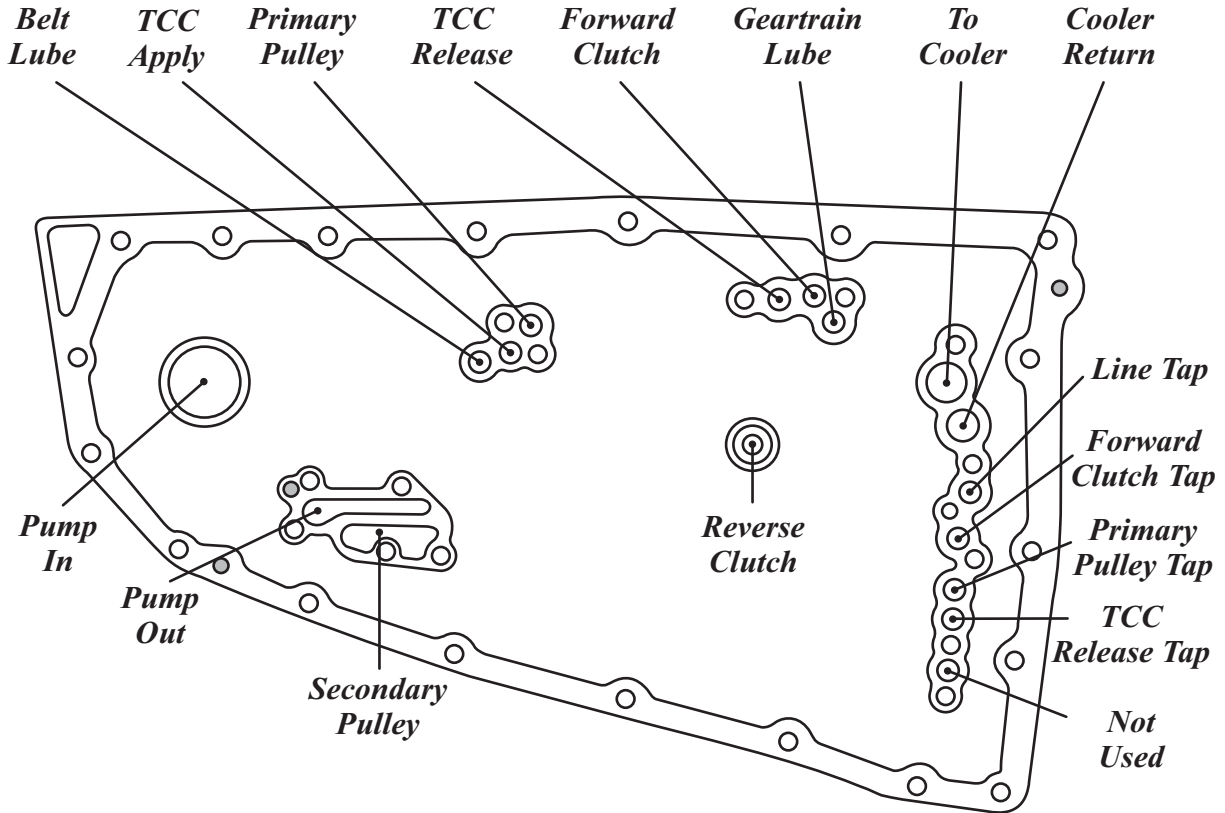 Belt
Lube
TCC
Apply
Primary
Pulley
TCC
Release
Forward
Clutch
Geartrain
Lube
To
Cooler
Cooler
Return
Line Tap
Forward
Clutch Tap
Primary
Pulley Tap
TCC
Release Tap
Not
Used
Reverse
Clutch
Pump
In
Pump
Out
Secondary
Pulley